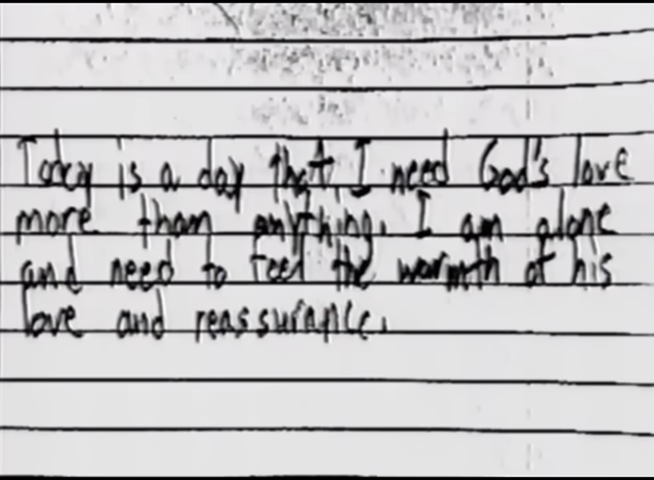 Today is a day that I need God's love
more than anything. I am alone
and need to feel the warmth of his
love and reassurance.